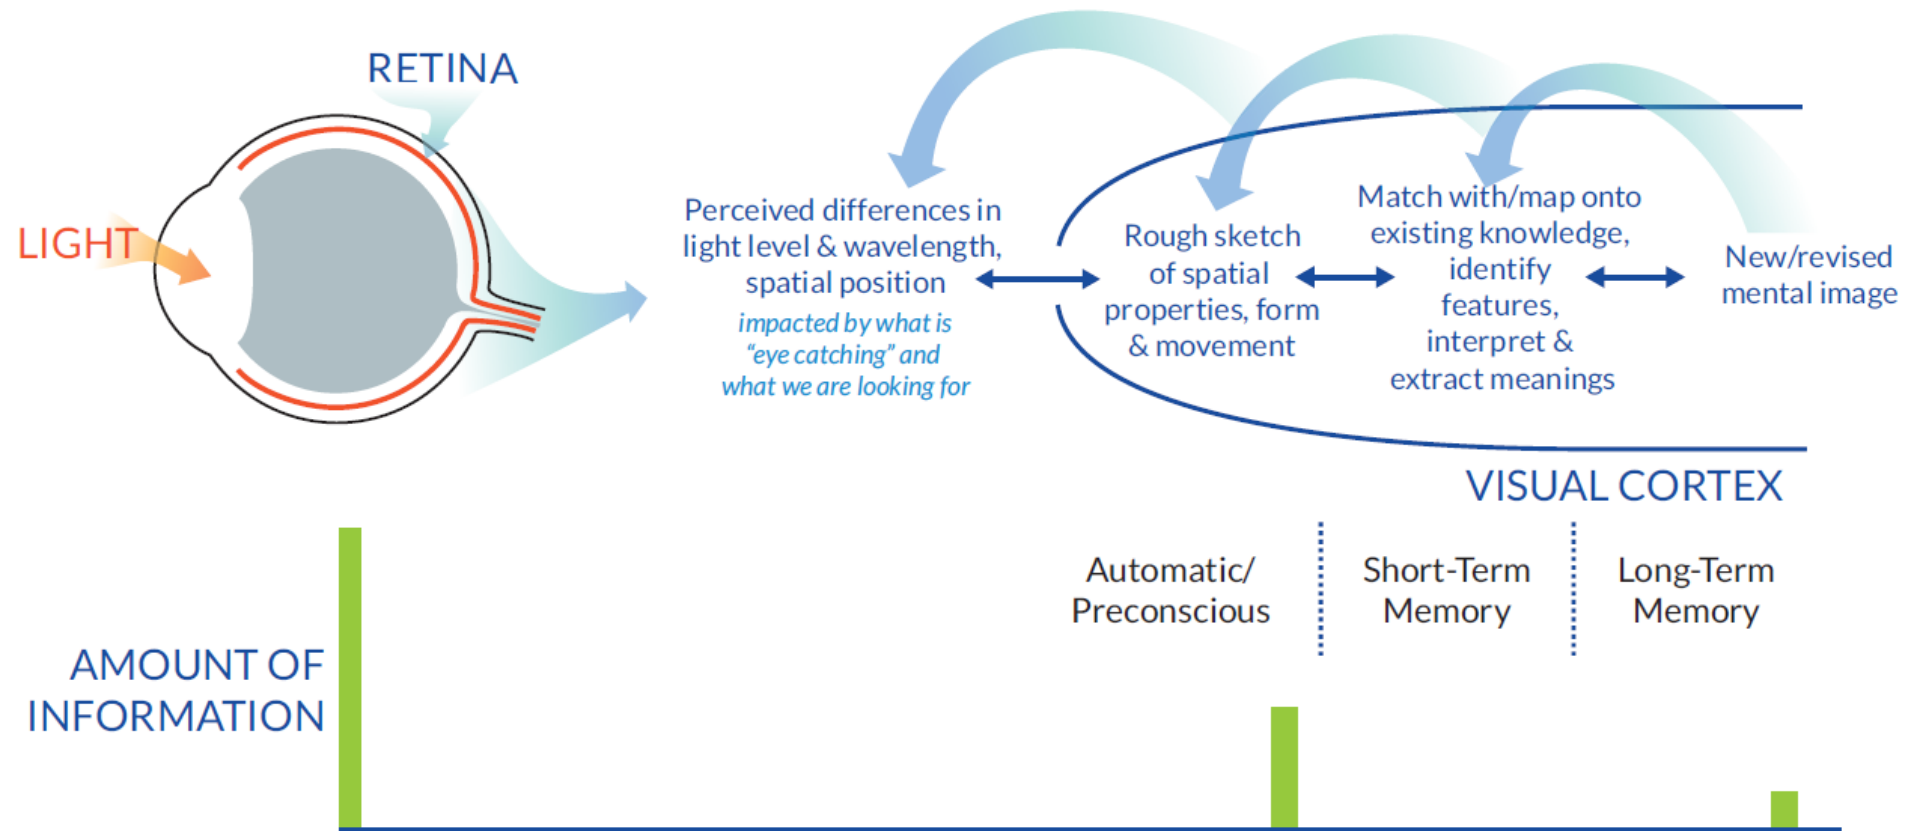 RETINA
LIGHT
Perceived differences in
light level & wavelength,
spatial position
impacted by what is
“eye catching” and
what we are looking for
Rough sketch
of spatial
properties, form
& movement
Match with/map onto
existing knowledge,
identify
features,
interpret &
extract meanings
New/revised
mental image
VISUAL CORTEX
Automatic/
Preconscious
Short-Term
Memory
Long-Term
Memory
AMOUNT OF
INFORMATION